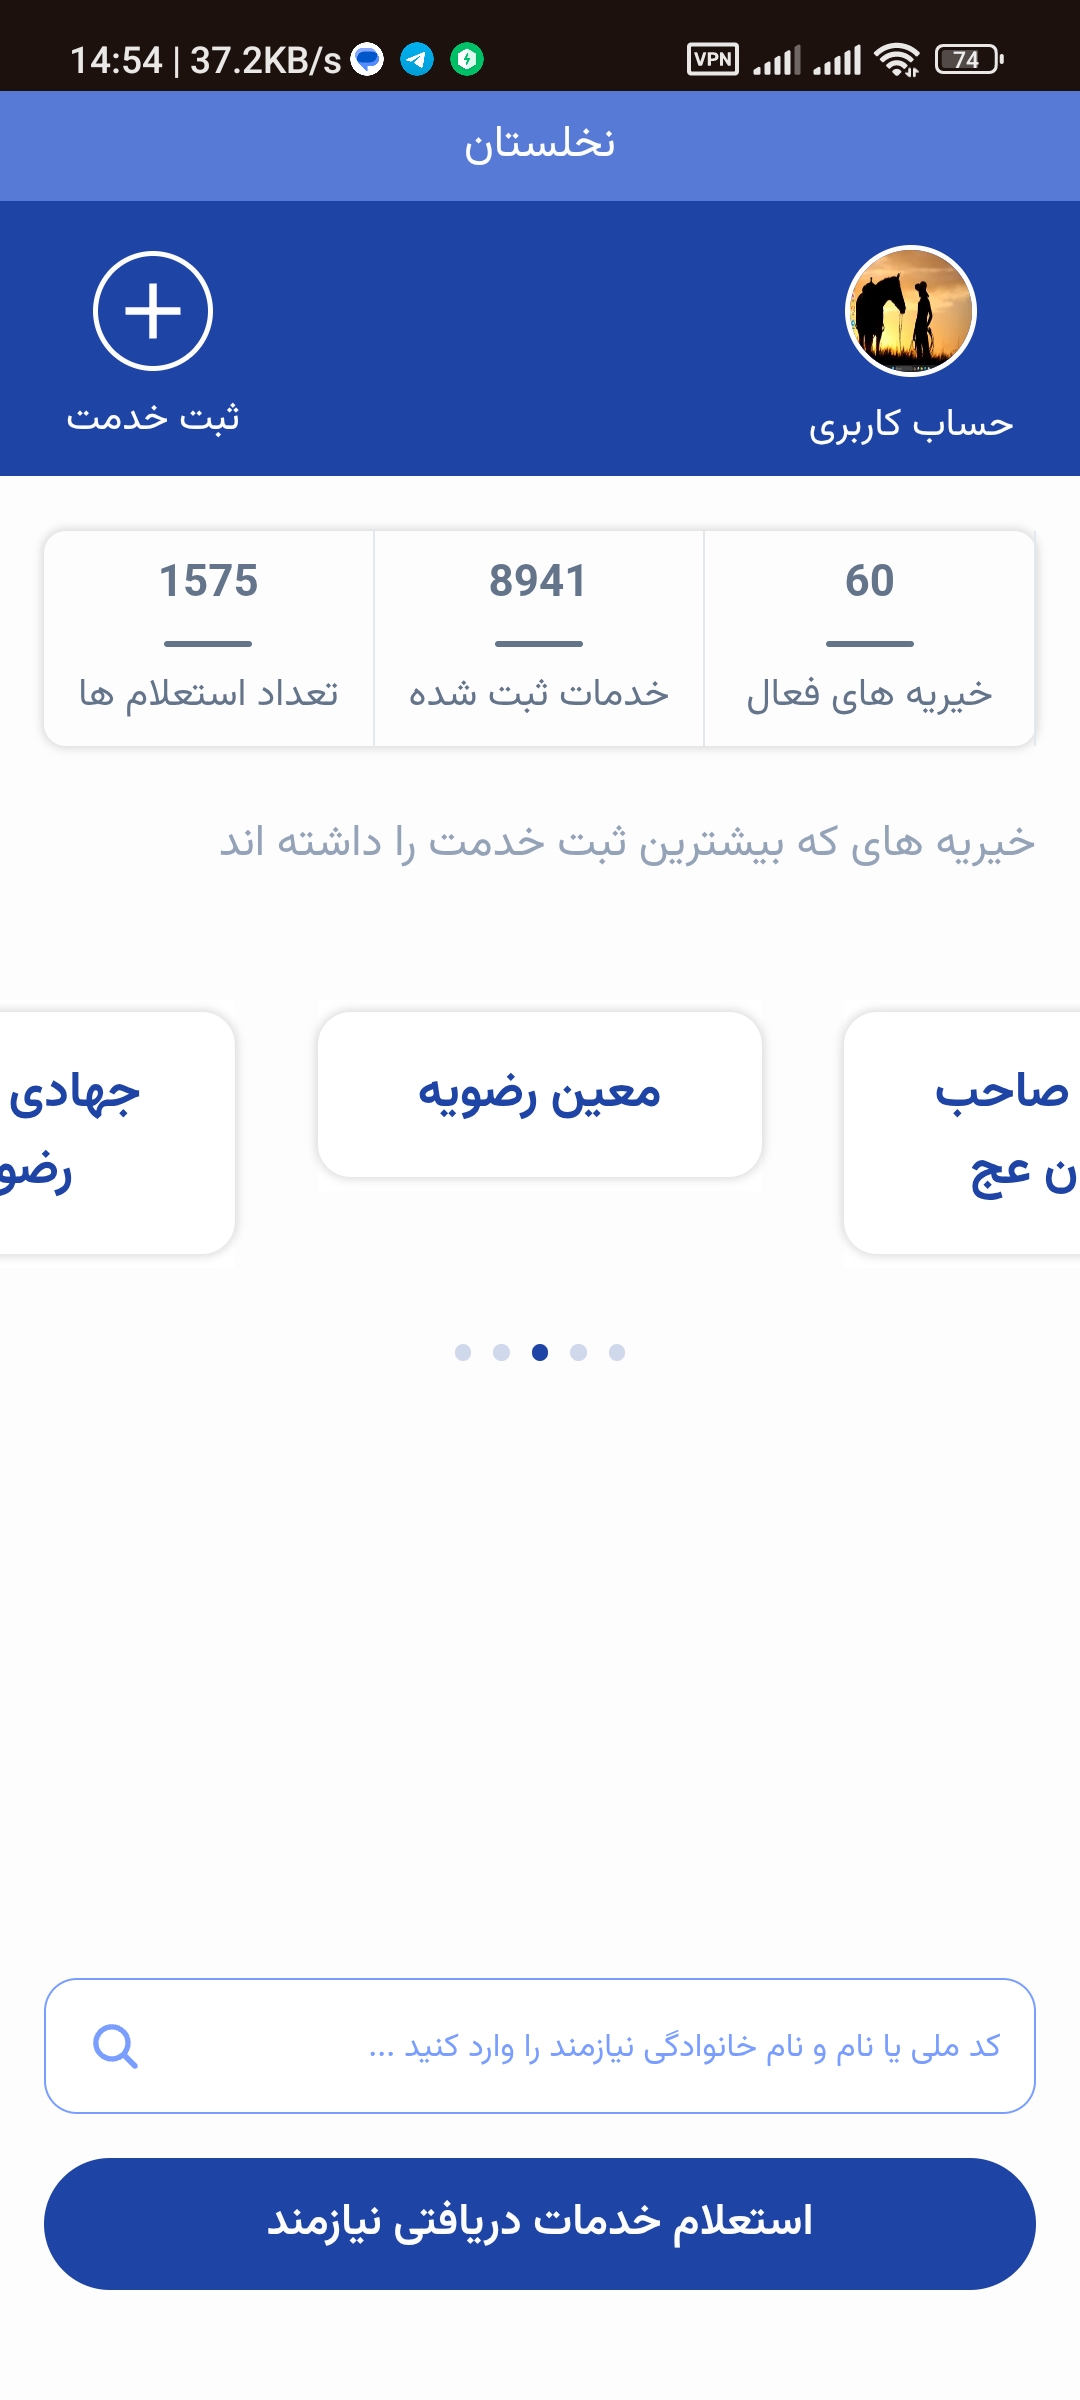 14:54 | 37.2KB/s
VPN
74
نخلستان
حساب کاربری
ثبت خدمت
60
خیریه های فعال
8941
خدمات ثبت شده
1575
تعداد استعلام ها
خیریه های که بیشترین ثبت خدمت را داشته اند
صاحب
ن عج
معین رضویه
جهادی
رضو
کد ملی یا نام و نام خانوادگی نیازمند را وارد کنید ...
استعلام خدمات دریافتی نیازمند